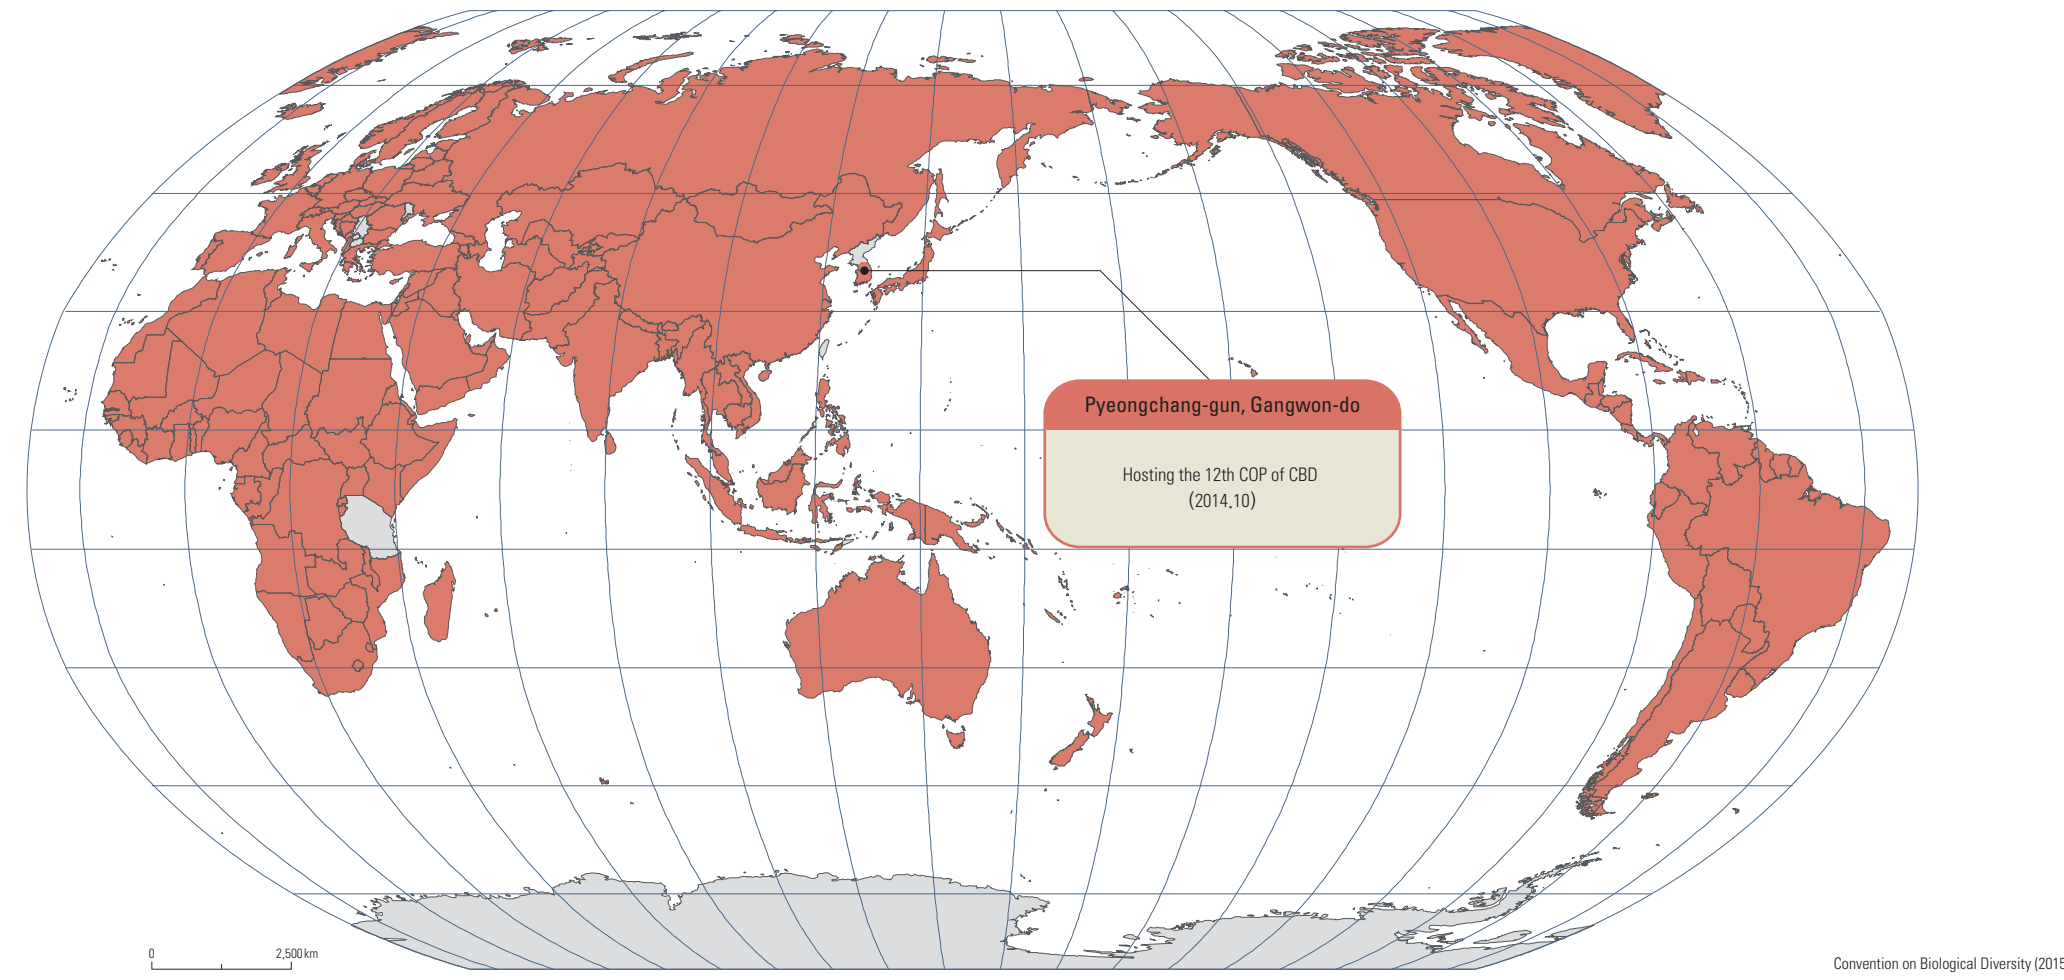 Pyeongchang-gun, Gangwon-do
Hosting the 12th COP of CBD
(2014.10)
0 2,500 km
Convention on Biological Diversity (2015